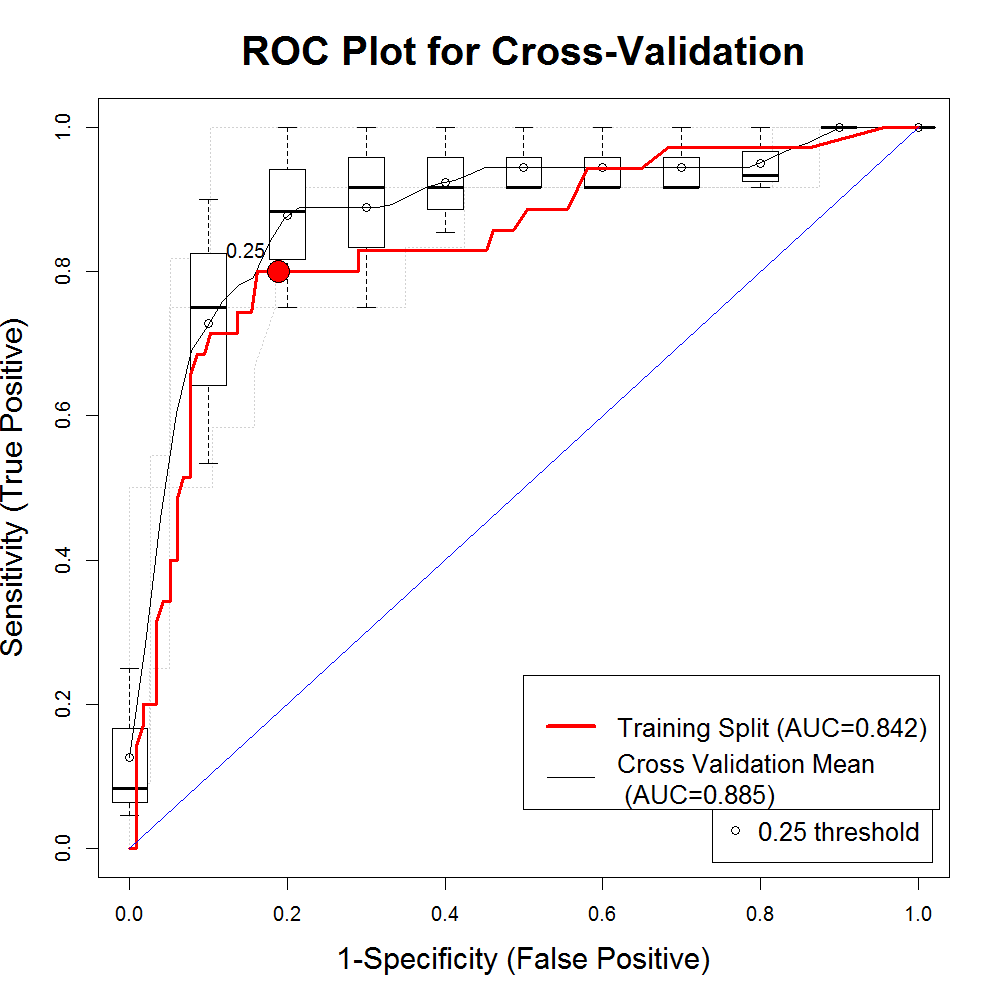 ROC Plot for Cross-Validation
1.0
0.8
0.6
0.4
0.2
0.0
Sensitivity (True Positive)
0.25
Training Split (AUC=0.842)
Cross Validation Mean
(AUC=0.885)
0.25 threshold
0.0
0.2
0.4
0.6
0.8
1.0
1-Specificity (False Positive)